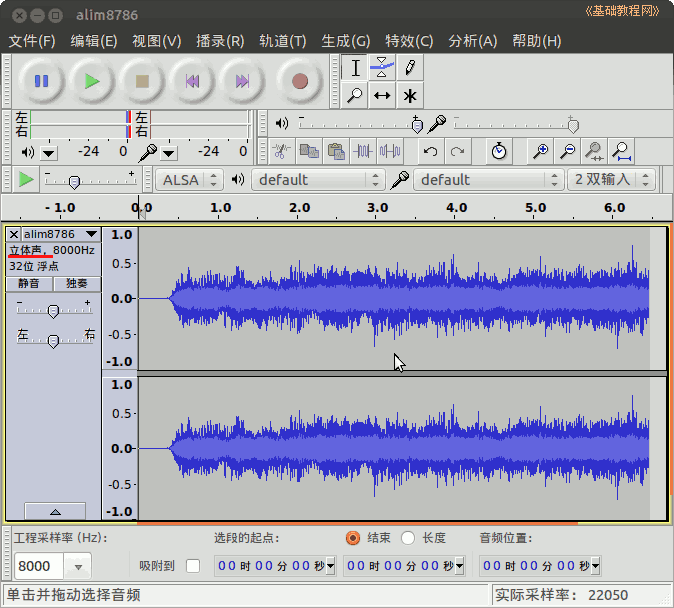 alim8786
《基础教程网》
文件(F) 编辑(E) 视图(V) 播录(R) 轨道(T) 生成(G) 特效(C) 分析(A) 帮助(H)
左 左
右 右
-24 0 -24 0
- +
- +
- +
ALSA default default 2 双输入
- 1.0 0.0 1.0 2.0 3.0 4.0 5.0 6.0
alim8786
立体声, 8000Hz
32位 浮点
静音 独奏
- +
左 右
1.0
0.5
0.0
-0.5
-1.0
1.0
0.5
0.0
-0.5
-1.0
工程采样率 (Hz): 选段的起点: 结束 长度 音频位置:
8000 吸附到 00 时 00 分 00 秒 00 时 00 分 00 秒 00 时 00 分 00 秒
单击并拖动选择音频 实际采样率: 22050